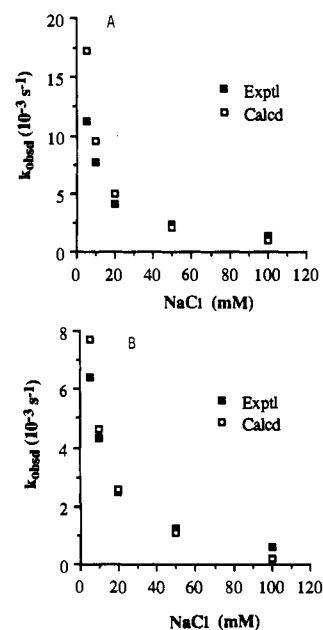 A
20
15
10
5
0
k_obsd (10^-3 s^-1)
Exptl
Calcd
0 20 40 60 80 100 120
NaCl (mM)
B
8
6
4
2
0
k_obsd (10^-3 s^-1)
Exptl
Calcd
0 20 40 60 80 100 120
NaCl (mM)